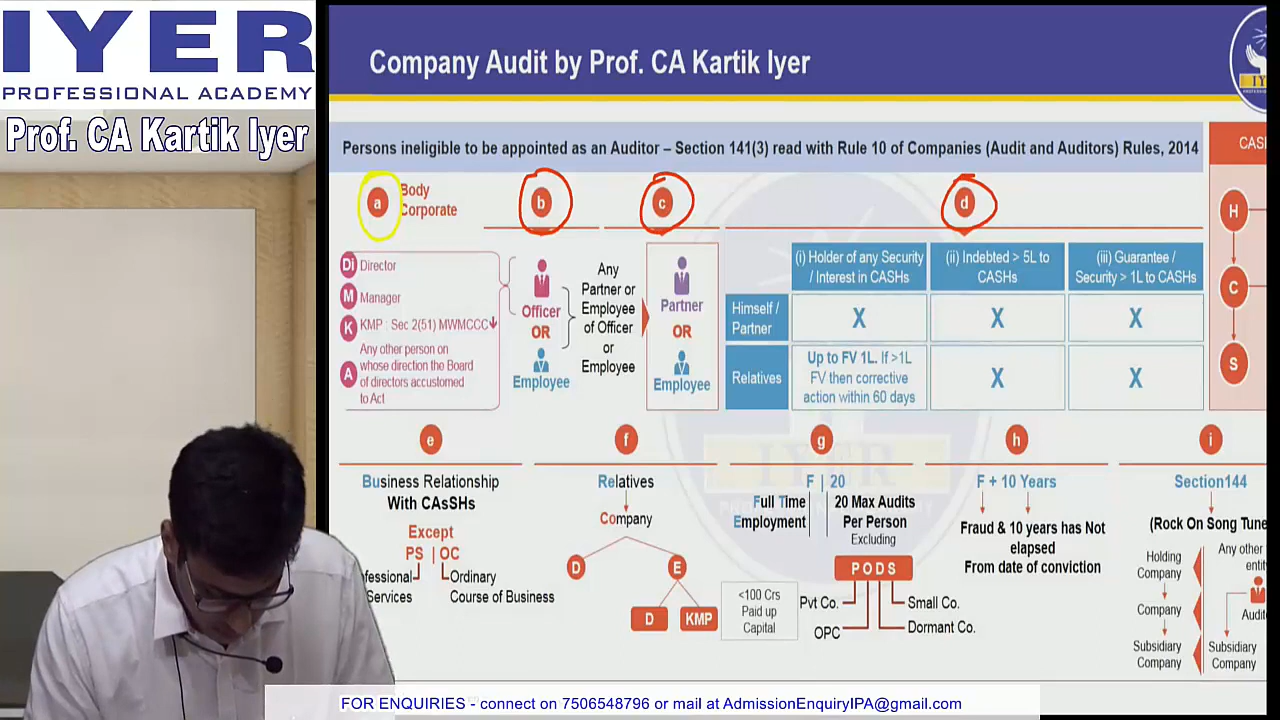 IYER
PROFESSIONAL ACADEMY
Prof. CA Kartik Iyer
Company Audit by Prof. CA Kartik Iyer
Persons ineligible to be appointed as an Auditor – Section 141(3) read with Rule 10 of Companies (Audit and Auditors) Rules, 2014
a
Body
Corporate
b
c
d
Di Director
M Manager
K KMP : Sec 2(51) MWMCCC
A Any other person on
whose direction the Board
of directors accustomed
to Act
Officer
OR
Employee
Any
Partner or
Employee
of Officer
or
Employee
Partner
OR
Employee
(i) Holder of any Security
/ Interest in CASHs
(ii) Indebted > 5L to
CASHs
(iii) Guarantee /
Security > 1L to CASHs
Himself /
Partner
X
X
X
Relatives
Up to FV 1L. If >1L
FV then corrective
action within 60 days
X
X
H
C
S
e
Business Relationship
With CAsSHs
Except
PS | OC
Services
Ordinary
Course of Business
f
Relatives
Company
D
E
D
KMP
g
F | 20
Full Time
Employment
20 Max Audits
Per Person
Excluding
PODS
<100 Crs
Paid up
Capital
Pvt Co.
OPC
Small Co.
Dormant Co.
h
F + 10 Years
Fraud & 10 years has Not
elapsed
From date of conviction
i
Section144
(Rock On Song Tune
Holding
Company
Company
Subsidiary
Company
Any other
Subsidiary
Company
IYER
FOR ENQUIRIES - connect on 7506548796 or mail at AdmissionEnquiryIPA@gmail.com